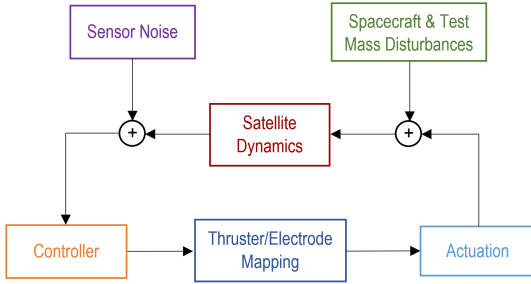 Sensor Noise
Spacecraft & Test
Mass Disturbances
+
Satellite
Dynamics
+
Controller
Thruster/Electrode
Mapping
Actuation